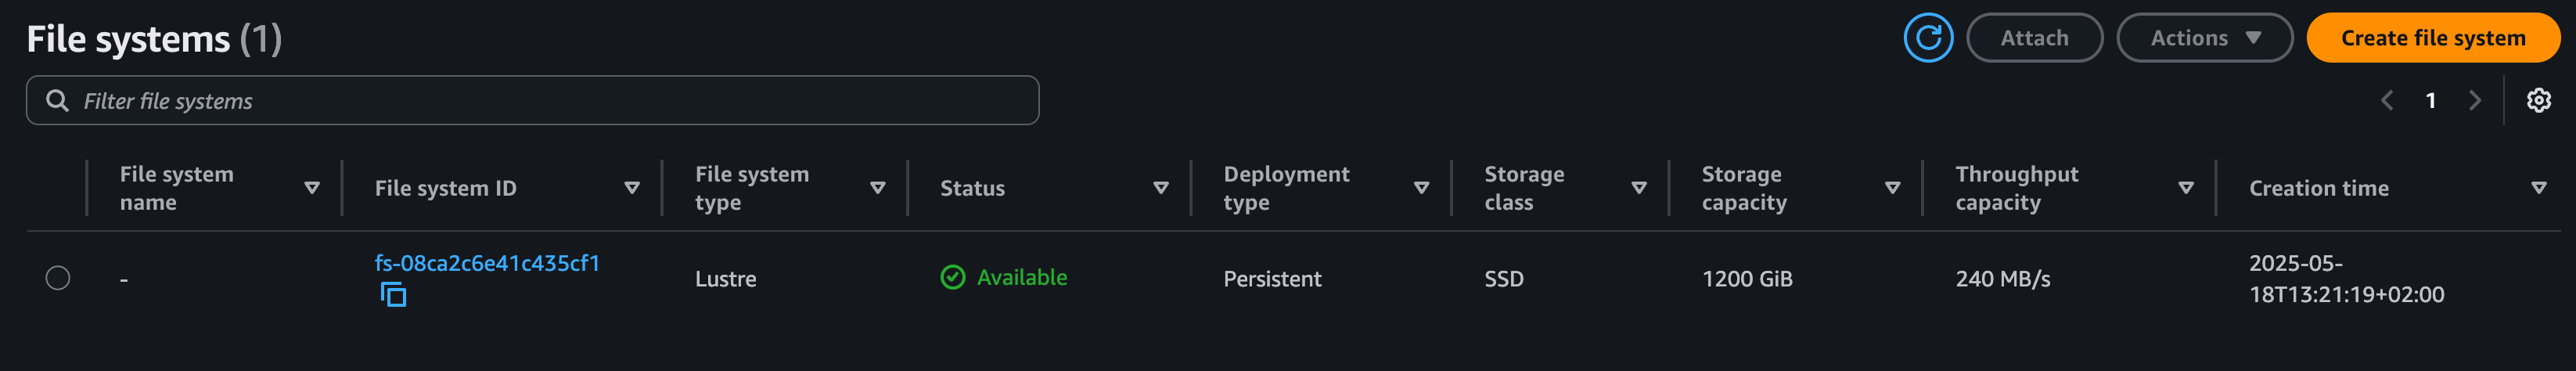 File systems (1)
Attach
Actions
Create file system
Filter file systems
1
File system
name
File system ID
File system
type
Status
Deployment
type
Storage
class
Storage
capacity
Throughput
capacity
Creation time
-
fs-08ca2c6e41c435cf1
Lustre
Available
Persistent
SSD
1200 GiB
240 MB/s
2025-05-
18T13:21:19+02:00